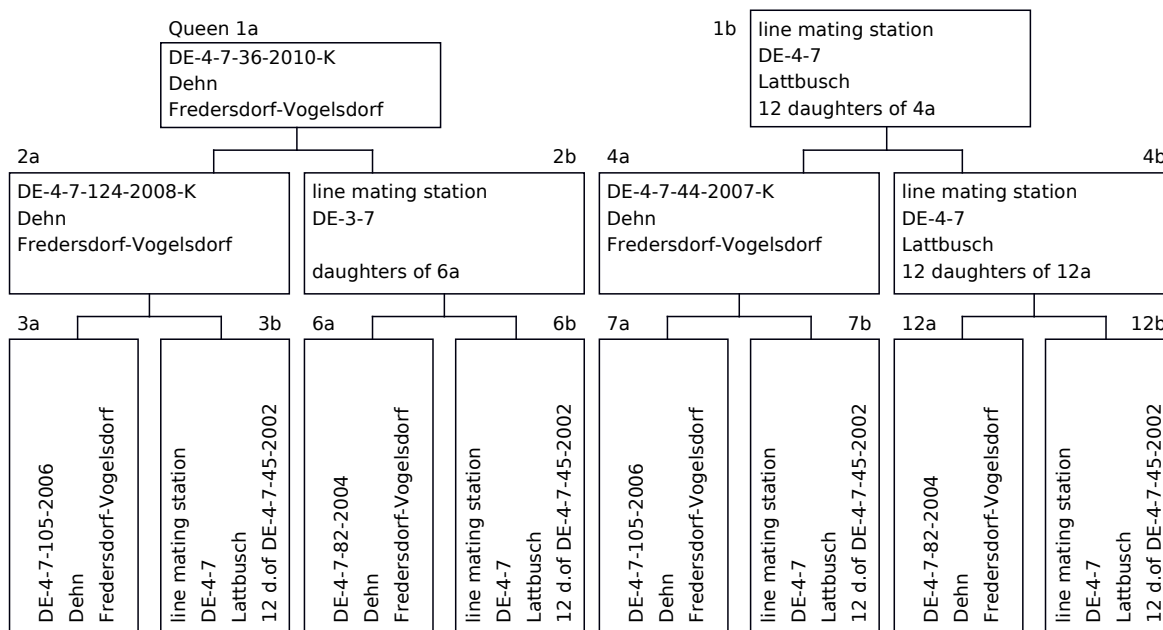 Queen 1a
DE-4-7-36-2010-K
Dehn
Fredersdorf-Vogelsdorf
1b
line mating station
DE-4-7
Lattbusch
12 daughters of 4a
2a
DE-4-7-124-2008-K
Dehn
Fredersdorf-Vogelsdorf
2b
line mating station
DE-3-7
daughters of 6a
4a
DE-4-7-44-2007-K
Dehn
Fredersdorf-Vogelsdorf
4b
line mating station
DE-4-7
Lattbusch
12 daughters of 12a
3a
DE-4-7-105-2006
Dehn
Fredersdorf-Vogelsdorf
3b
line mating station
DE-4-7
Lattbusch
12 d.of DE-4-7-45-2002
6a
DE-4-7-82-2004
Dehn
Fredersdorf-Vogelsdorf
6b
line mating station
DE-4-7
Lattbusch
12 d.of DE-4-7-45-2002
7a
DE-4-7-105-2006
Dehn
Fredersdorf-Vogelsdorf
7b
line mating station
DE-4-7
Lattbusch
12 d.of DE-4-7-45-2002
12a
DE-4-7-82-2004
Dehn
Fredersdorf-Vogelsdorf
12b
line mating station
DE-4-7
Lattbusch
12 d.of DE-4-7-45-2002